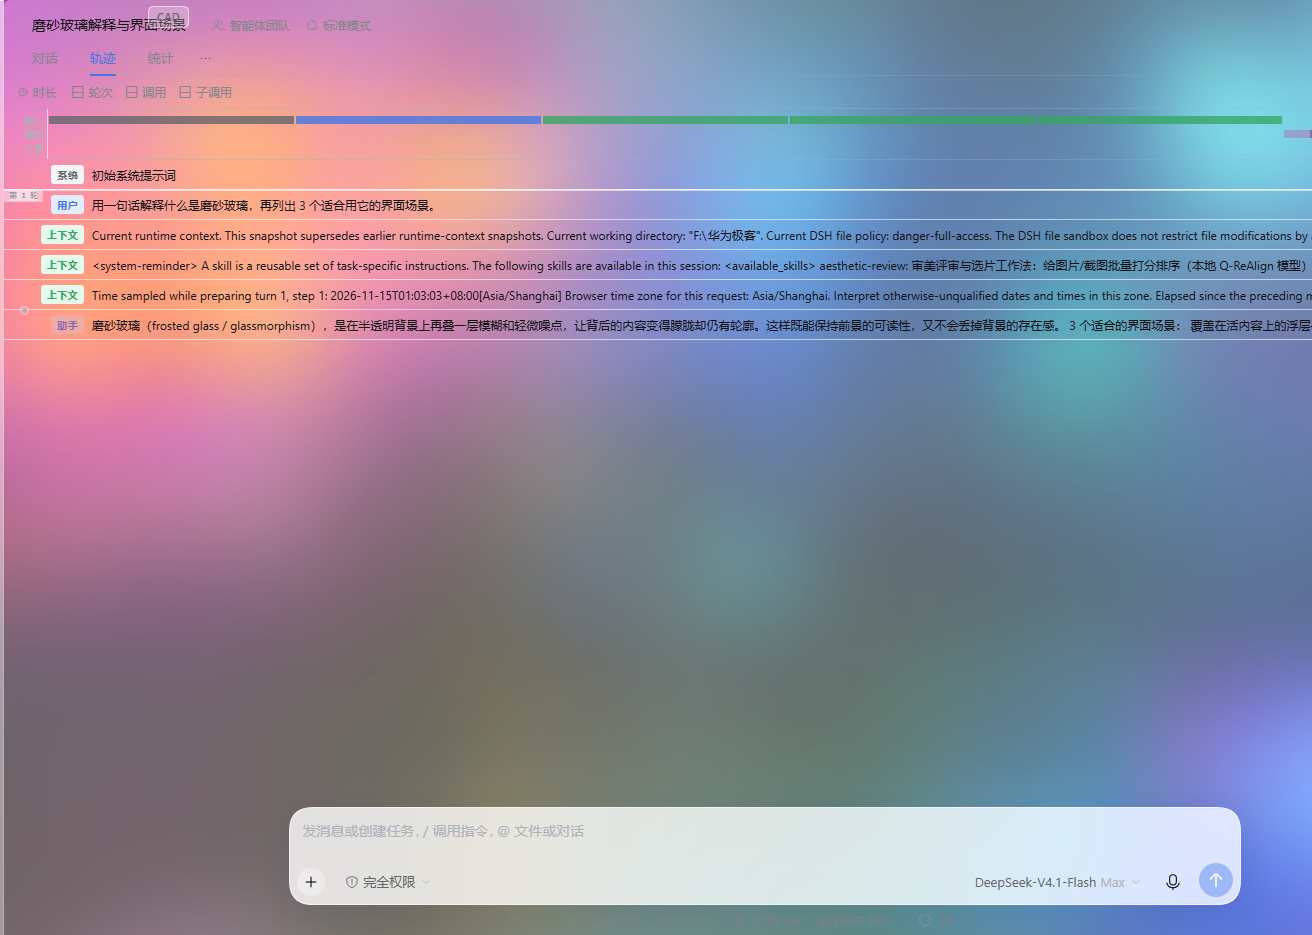 CAD
磨砂玻璃解释与界面场景 智能体团队 标准模式
对话 轨迹 统计 ···
时长 轮次 调用 子调用
系统 初始系统提示词
第 1 轮
用户 用一句话解释什么是磨砂玻璃，再列出 3 个适合用它的界面场景。
上下文 Current runtime context. This snapshot supersedes earlier runtime-context snapshots. Current working directory: "F:\华为极客". Current DSH file policy: danger-full-access. The DSH file sandbox does not restrict file modifications by
上下文 <system-reminder> A skill is a reusable set of task-specific instructions. The following skills are available in this session: <available_skills> aesthetic-review: 审美评审与选片工作法：给图片/截图批量打分排序（本地 Q-ReAlign 模型）
上下文 Time sampled while preparing turn 1, step 1: 2026-11-15T01:03:03+08:00[Asia/Shanghai] Browser time zone for this request: Asia/Shanghai. Interpret otherwise-unqualified dates and times in this zone. Elapsed since the preceding
助手 磨砂玻璃（frosted glass / glassmorphism），是在半透明背景上再叠一层模糊和轻微噪点，让背后的内容变得朦胧却仍有轮廓。这样既能保持前景的可读性，又不会丢掉背景的存在感。 3 个适合的界面场景： 覆盖在活内容上的浮层
发消息或创建任务, / 调用指令, @ 文件或对话
完全权限 DeepSeek-V4.1-Flash Max